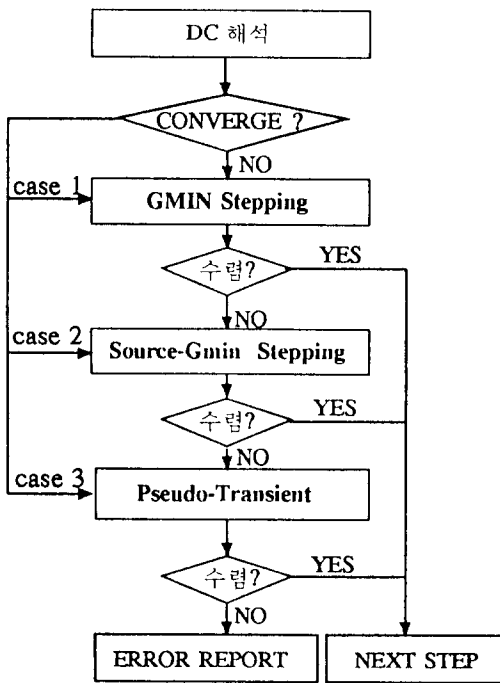 DC 해석
CONVERGE ?
NO
case 1
GMIN Stepping
YES
수렴?
NO
case 2
Source-Gmin Stepping
YES
수렴?
NO
case 3
Pseudo-Transient
YES
수렴?
NO
ERROR REPORT
NEXT STEP